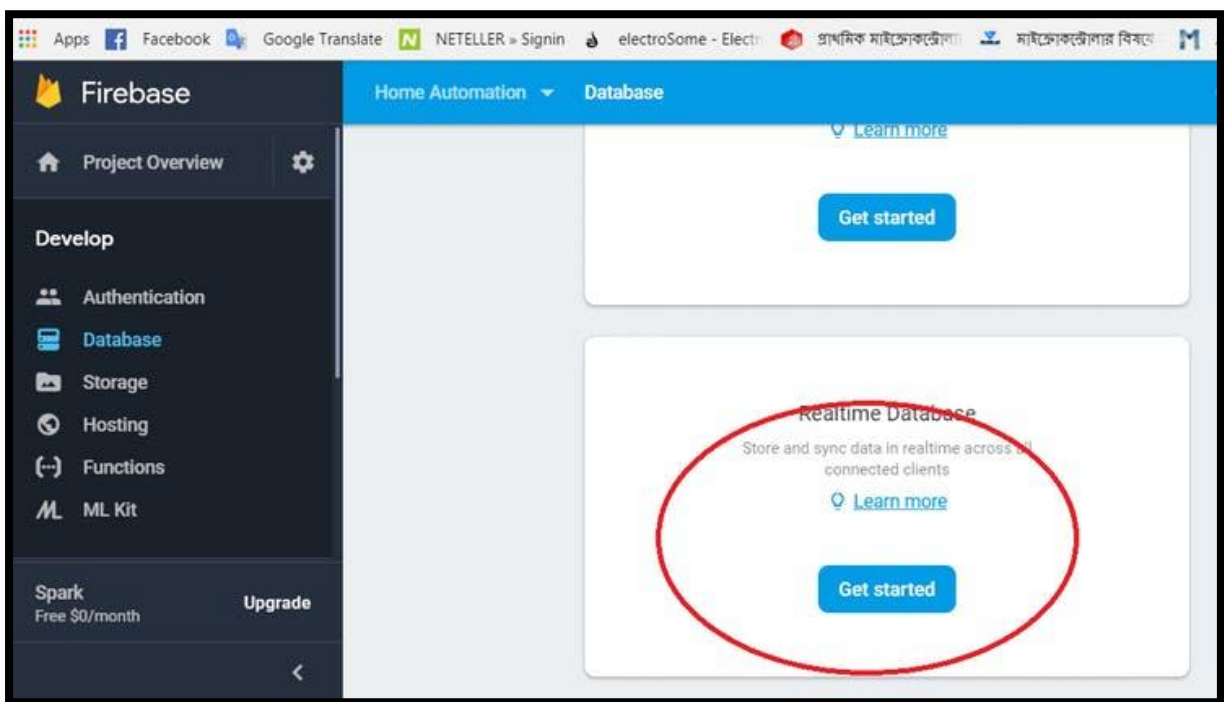 Apps Facebook Google Translate NETELLER » Signin electroSome - Elect প্রাথমিক মাইক্রোকন্ট্রোলা মাইক্রোকন্ট্রোলার বিষয়ে
Firebase
Home Automation Database
Learn more
Project Overview
Get started
Develop
Authentication
Database
Storage
Hosting
Functions
ML Kit
Realtime Database
Store and sync data in realtime across all
connected clients
Learn more
Get started
Spark
Free $0/month
Upgrade